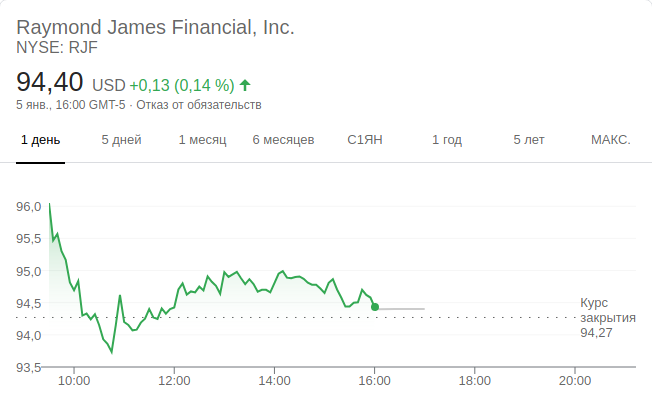 Raymond James Financial, Inc.
NYSE: RJF
94,40 USD +0,13 (0,14 %)
5 янв., 16:00 GMT-5 · Отказ от обязательств
1 день 5 дней 1 месяц 6 месяцев С1ЯН 1 год 5 лет МАКС.
96,0
95,5
95,0
94,5
94,0
93,5
Курс
закрытия
94,27
10:00 12:00 14:00 16:00 18:00 20:00